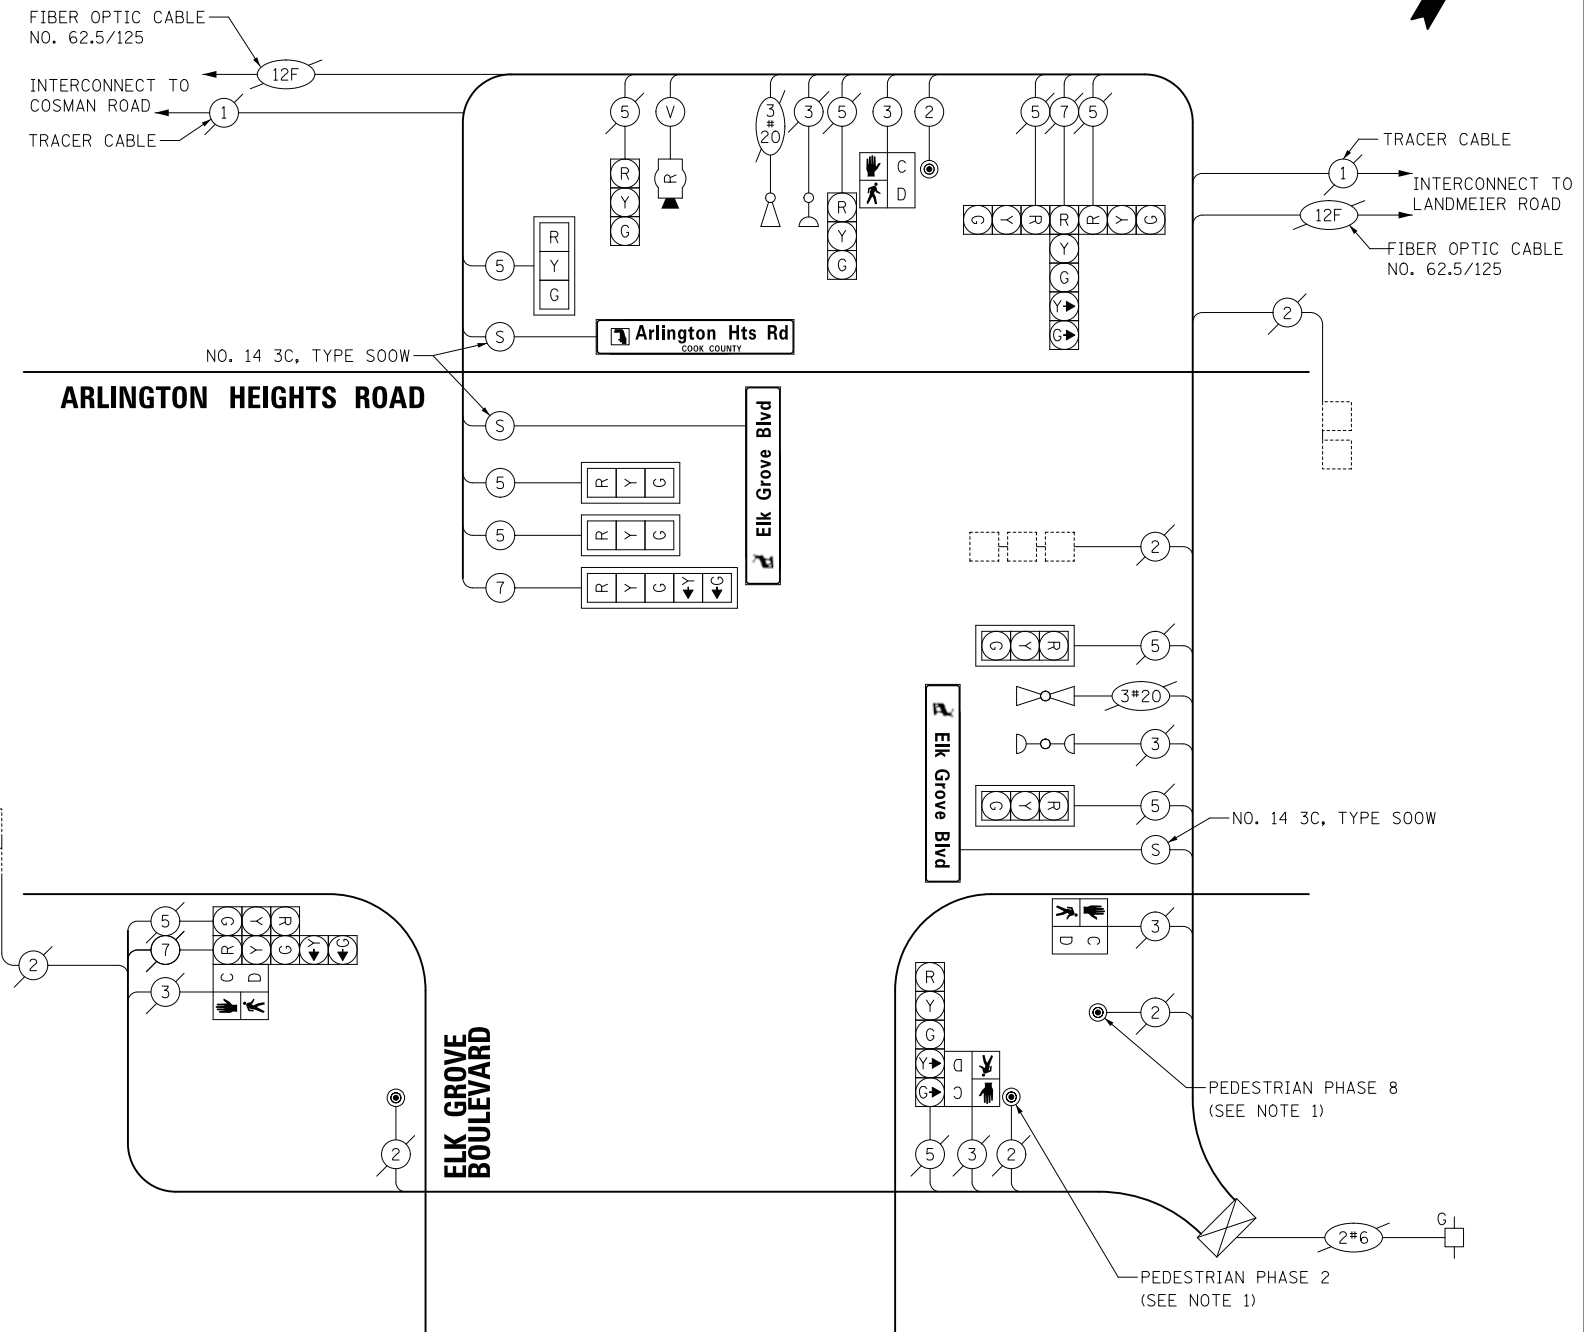 FIBER OPTIC CABLE
NO. 62.5/125
12F
INTERCONNECT TO
COSMAN ROAD
1
TRACER CABLE
5
V
3
#
20
3
5
3
2
5
7
5
R
Y
G
R
C
D
R
Y
G
G Y R R R Y G
Y
G
Y
G
TRACER CABLE
1
INTERCONNECT TO
LANDMEIER ROAD
12F
FIBER OPTIC CABLE
NO. 62.5/125
2
5
R
Y
G
S
Arlington Hts Rd
COOK COUNTY
NO. 14 3C, TYPE SOOW
ARLINGTON HEIGHTS ROAD
S
Elk Grove Blvd
5
R Y G
5
R Y G
7
R Y G Y G
2
G Y R
5
3#20
3
G Y R
5
Elk Grove Blvd
NO. 14 3C, TYPE SOOW
S
5
G Y R
7
R Y G Y G
2
3
C D
ELK GROVE
BOULEVARD
2
D C
3
2
R
Y
G
Y
G
D
C
5
3
2
PEDESTRIAN PHASE 8
(SEE NOTE 1)
2#6
G
PEDESTRIAN PHASE 2
(SEE NOTE 1)